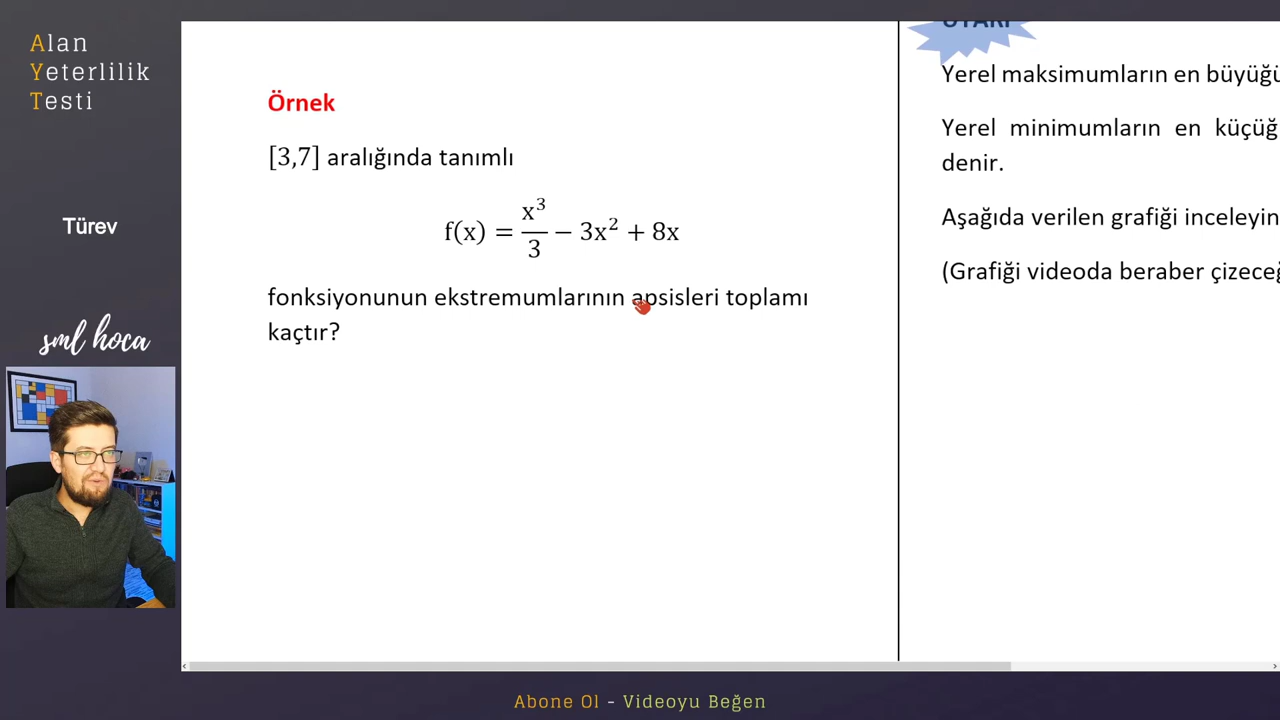 Alan
Yeterlilik
Testi
Türev
sml hoca
Örnek
[3,7] aralığında tanımlı
f(x) = x³/3 − 3x² + 8x
fonksiyonunun ekstremumlarının apsisleri toplamı
kaçtır?
UYARI
Yerel maksimumların en büyüğü
Yerel minimumların en küçüğ
denir.
Aşağıda verilen grafiği inceleyin
(Grafiği videoda beraber çizeceğ
Abone Ol - Videoyu Beğen